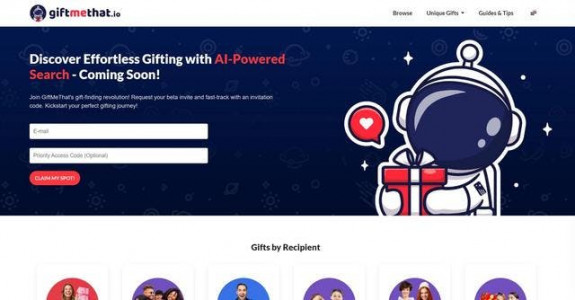 giftmethat.io
Browse
Unique Gifts
Guides & Tips
Discover Effortless Gifting with AI-Powered
Search - Coming Soon!
Join GiftMeThat's gift-finding revolution! Request your beta invite and fast-track with an invitation
code. Kickstart your perfect gifting journey!
E-mail
Priority Access Code (Optional)
CLAIM MY SPOT!
Gifts by Recipient